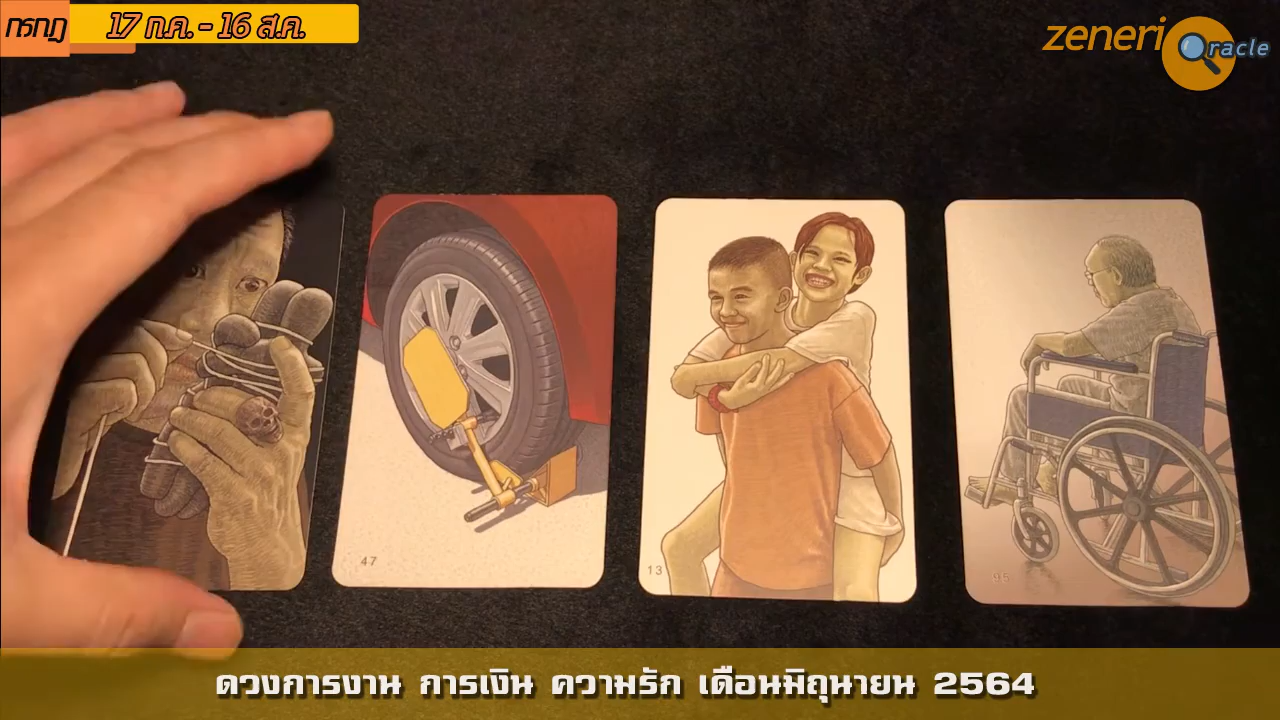 กรกฎ
17 ก.ค. - 16 ส.ค.
zeneri Oracle
47
13
95
ดวงการงาน การเงิน ความรัก เดือนมิถุนายน 2564